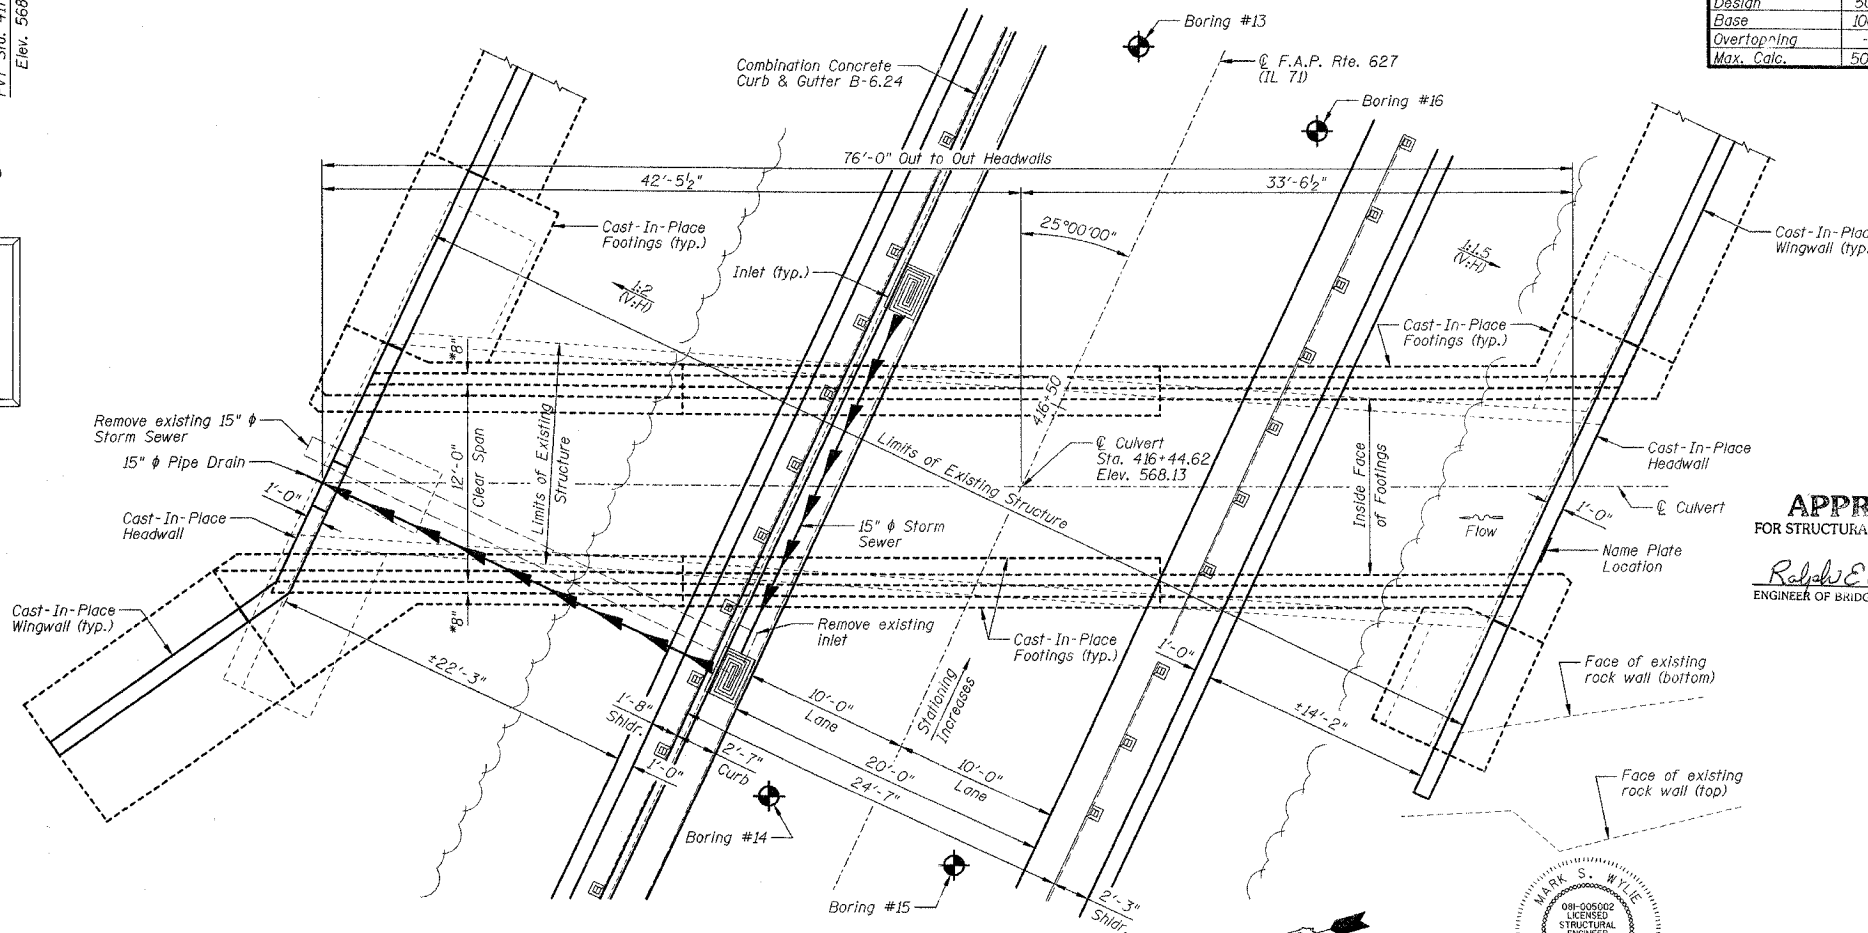 Elev. 568
Design
Base
Overtopping
Max. Calc.
Boring #13
Combination Concrete
Curb & Gutter B-6.24
℄ F.A.P. Rte. 627
(IL 71)
Boring #16
76'-0" Out to Out Headwalls
42'-5½"
33'-6½"
Cast-In-Place
Footings (typ.)
25°00'00"
1:1.5
(V:H)
Wingwall (typ.
Inlet (typ.)
1:2
(V:H)
Cast-In-Place
Footings (typ.)
*8"
416+50
Remove existing 15" φ
Storm Sewer
15" φ Pipe Drain
12'-0"
Clear Span
Limits of Existing
Structure
Limits of Existing Structure
℄ Culvert
Sta. 416+44.62
Elev. 568.13
Inside Face
of Footings
Cast-In-Place
Headwall
1'-0"
1'-0"
℄ Culvert
Cast-In-Place
Headwall
15" φ Storm
Sewer
Flow
Name Plate
Location
FOR STRUCTURA
Ralph E
ENGINEER OF BRIDG
Cast-In-Place
Wingwall (typ.)
*8"
Remove existing
inlet
Cast-In-Place
Footings (typ.)
1'-0"
Face of existing
rock wall (bottom)
±22'-3"
±14'-2"
1'-8"
Shldr.
10'-0"
Lane
Stationing
Increases
2'-7"
Curb
1'-0"
20'-0"
10'-0"
Lane
24'-7"
Face of existing
rock wall (top)
Boring #14
Boring #15
2'-3"
Shldr.
MARK S. WYLIE
081-005002
LICENSED
STRUCTURAL
ENGINEER